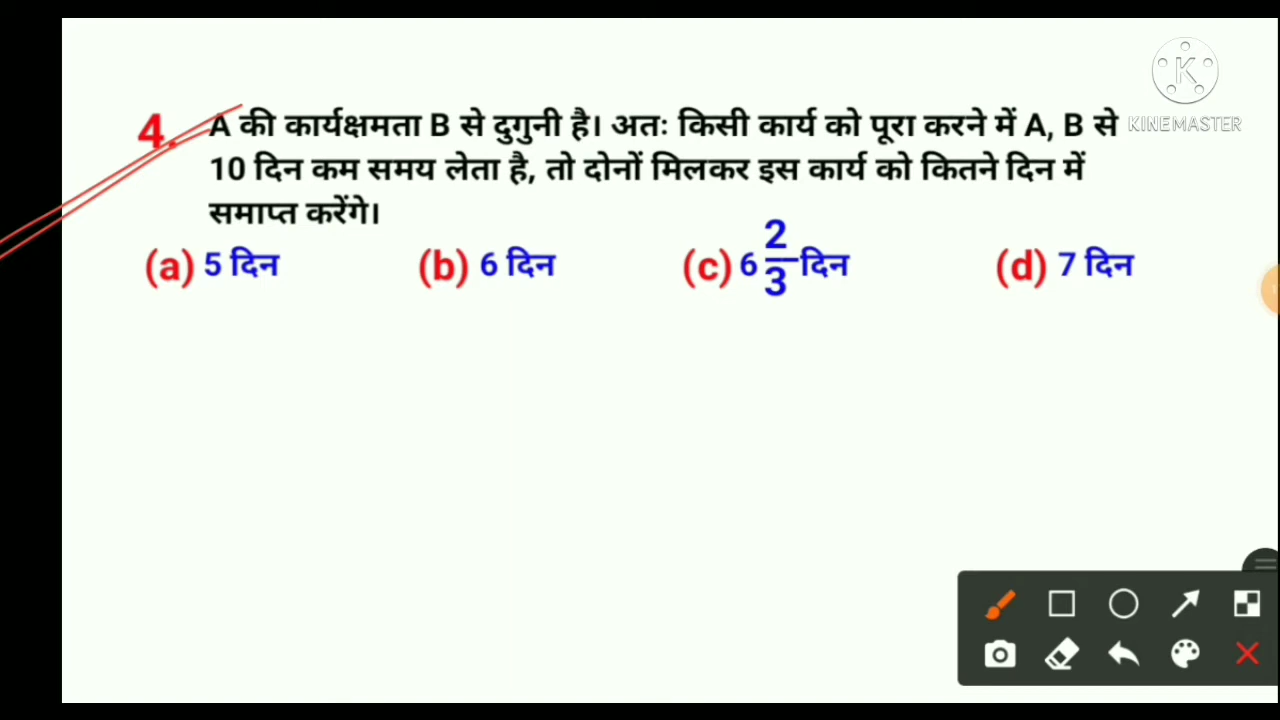 KINEMASTER
4. A की कार्यक्षमता B से दुगुनी है। अतः किसी कार्य को पूरा करने में A, B से
10 दिन कम समय लेता है, तो दोनों मिलकर इस कार्य को कितने दिन में
समाप्त करेंगे।
(a) 5 दिन (b) 6 दिन (c) 6 2/3 दिन (d) 7 दिन